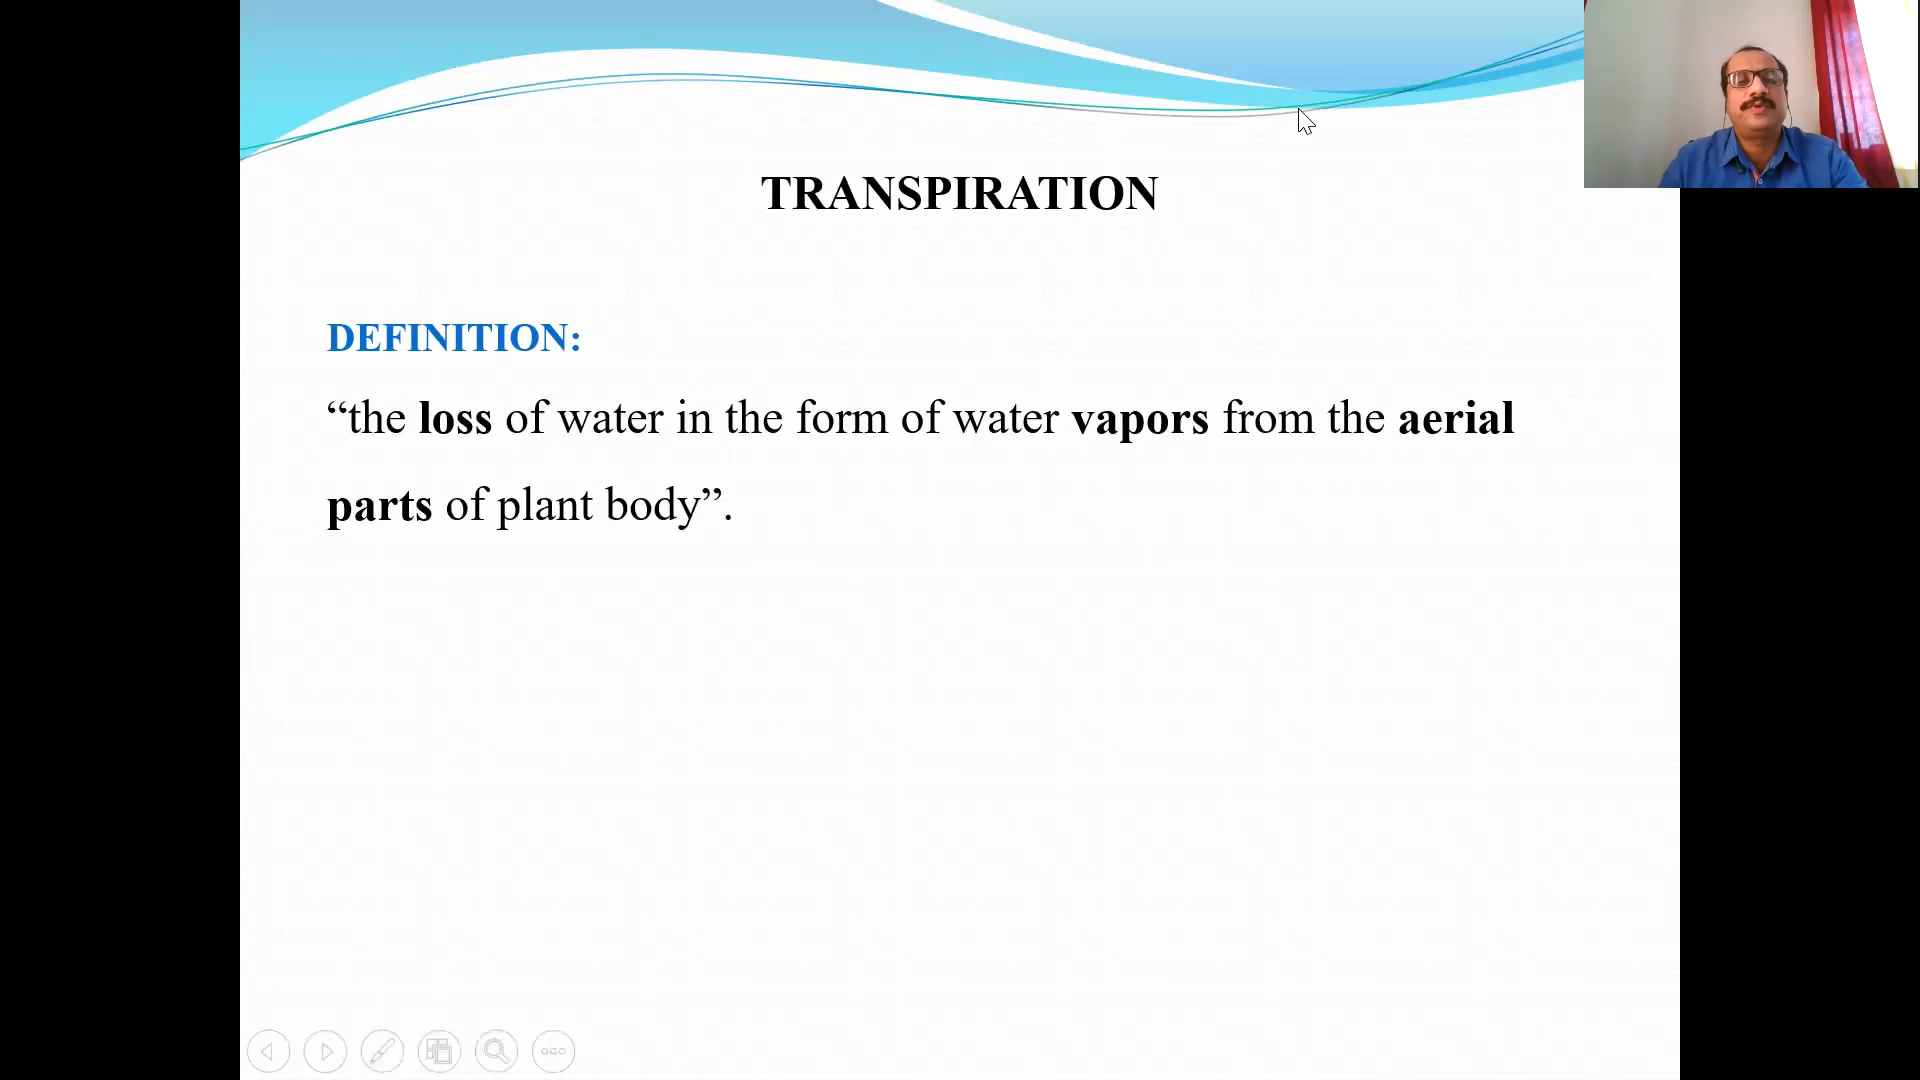 TRANSPIRATION
DEFINITION:
“the loss of water in the form of water vapors from the aerial
parts of plant body”.